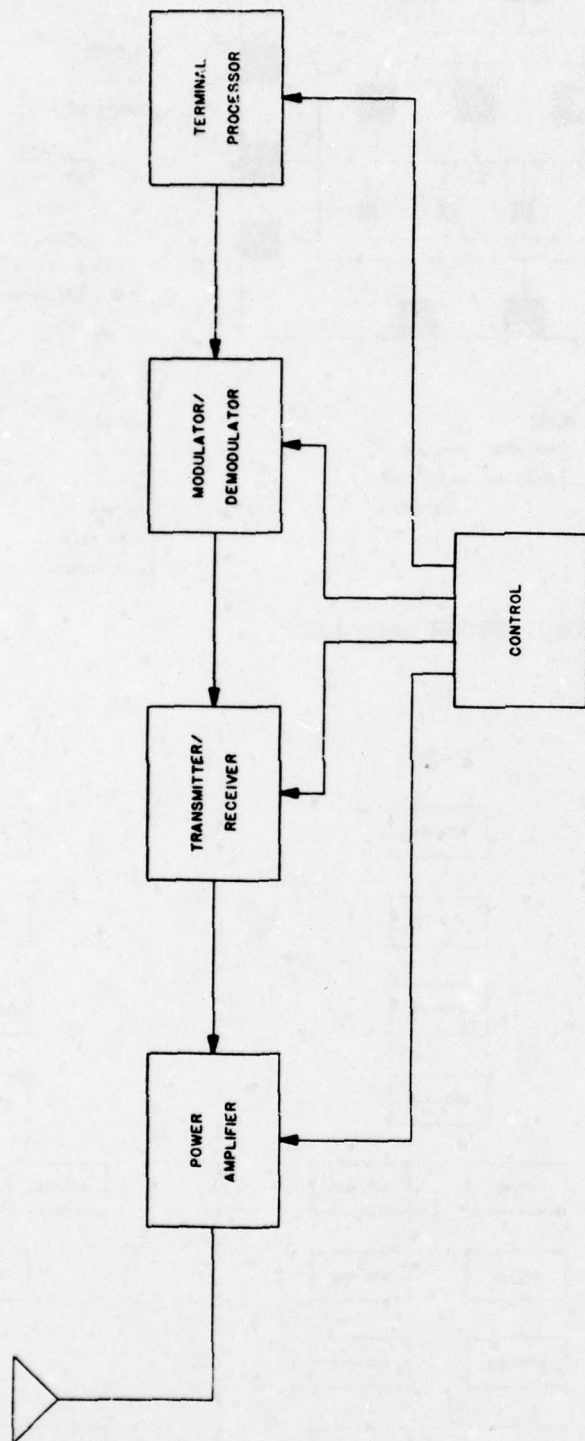 POWER
AMPLIFIER
TRANSMITTER/
RECEIVER
MODULATOR/
DEMODULATOR
TERMINAL
PROCESSOR
CONTROL